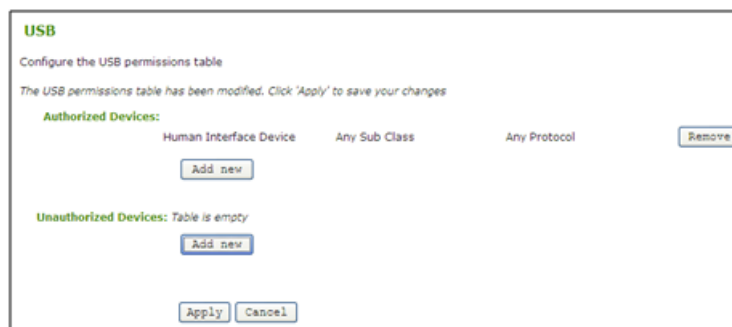 USB
Configure the USB permissions table
The USB permissions table has been modified. Click 'Apply' to save your changes
Authorized Devices:
Human Interface Device Any Sub Class Any Protocol Remove
Add new
Unauthorized Devices: Table is empty
Add new
Apply Cancel